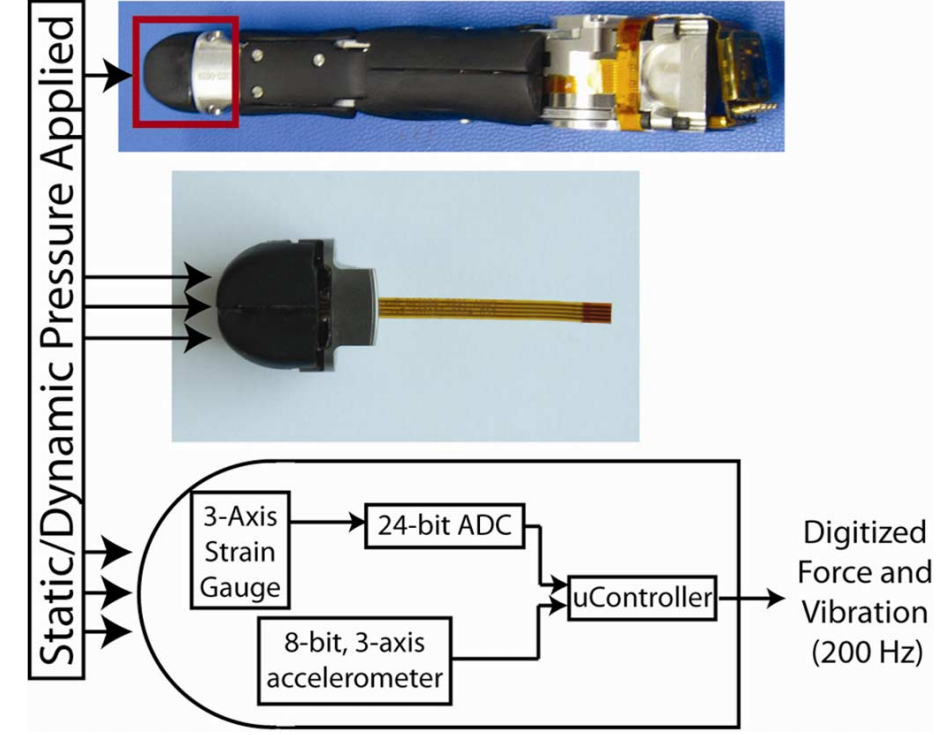 Static/Dynamic Pressure Applied
3-Axis
Strain
Gauge
24-bit ADC
8-bit, 3-axis
accelerometer
uController
Digitized
Force and
Vibration
(200 Hz)